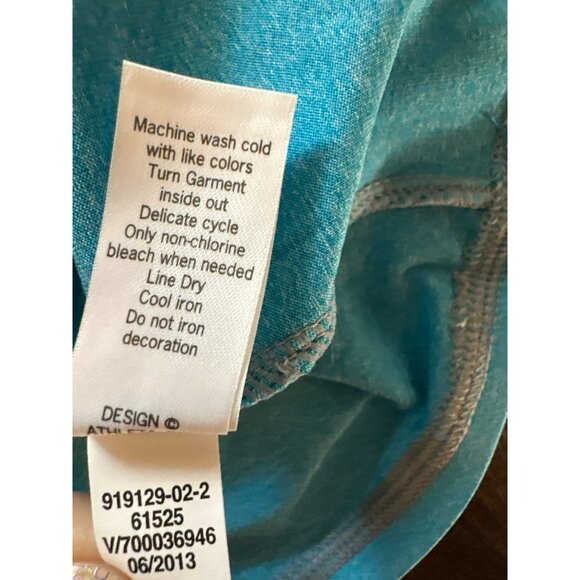 Machine wash cold
with like colors
Turn Garment
inside out
Delicate cycle
Only non-chlorine
bleach when needed
Line Dry
Cool iron
Do not iron
decoration
DESIGN ©
919129-02-2
61525
V/700036946
06/2013